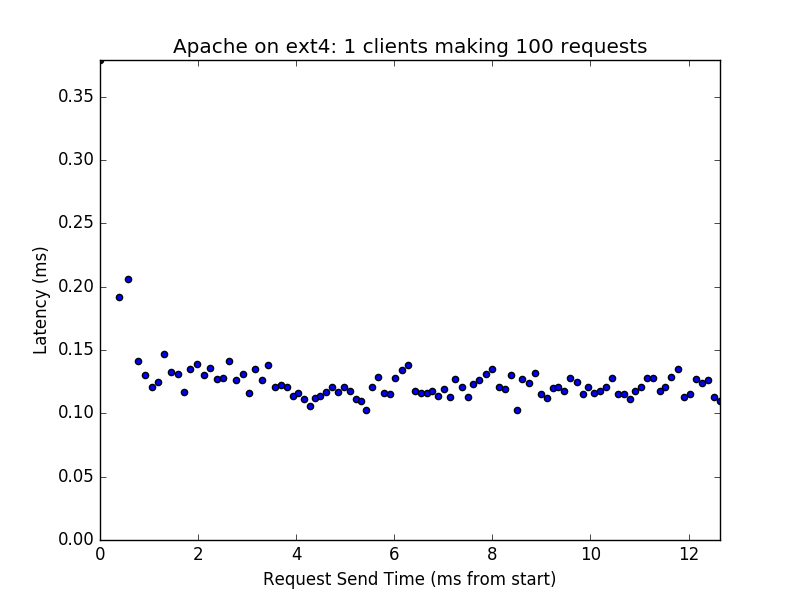 Apache on ext4: 1 clients making 100 requests
0.35
0.30
0.25
0.20
0.15
0.10
0.05
0.00
Latency (ms)
0 2 4 6 8 10 12
Request Send Time (ms from start)